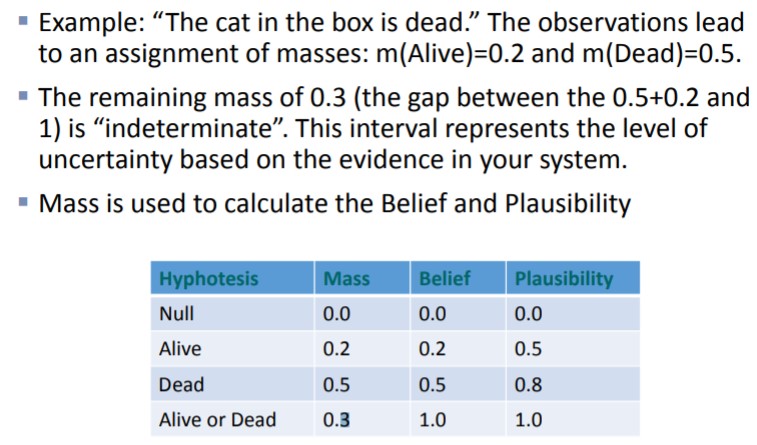 ▪ Example: “The cat in the box is dead.” The observations lead
to an assignment of masses: m(Alive)=0.2 and m(Dead)=0.5.
▪ The remaining mass of 0.3 (the gap between the 0.5+0.2 and
1) is “indeterminate”. This interval represents the level of
uncertainty based on the evidence in your system.
▪ Mass is used to calculate the Belief and Plausibility
Hyphotesis Mass Belief Plausibility
Null 0.0 0.0 0.0
Alive 0.2 0.2 0.5
Dead 0.5 0.5 0.8
Alive or Dead 0.3 1.0 1.0